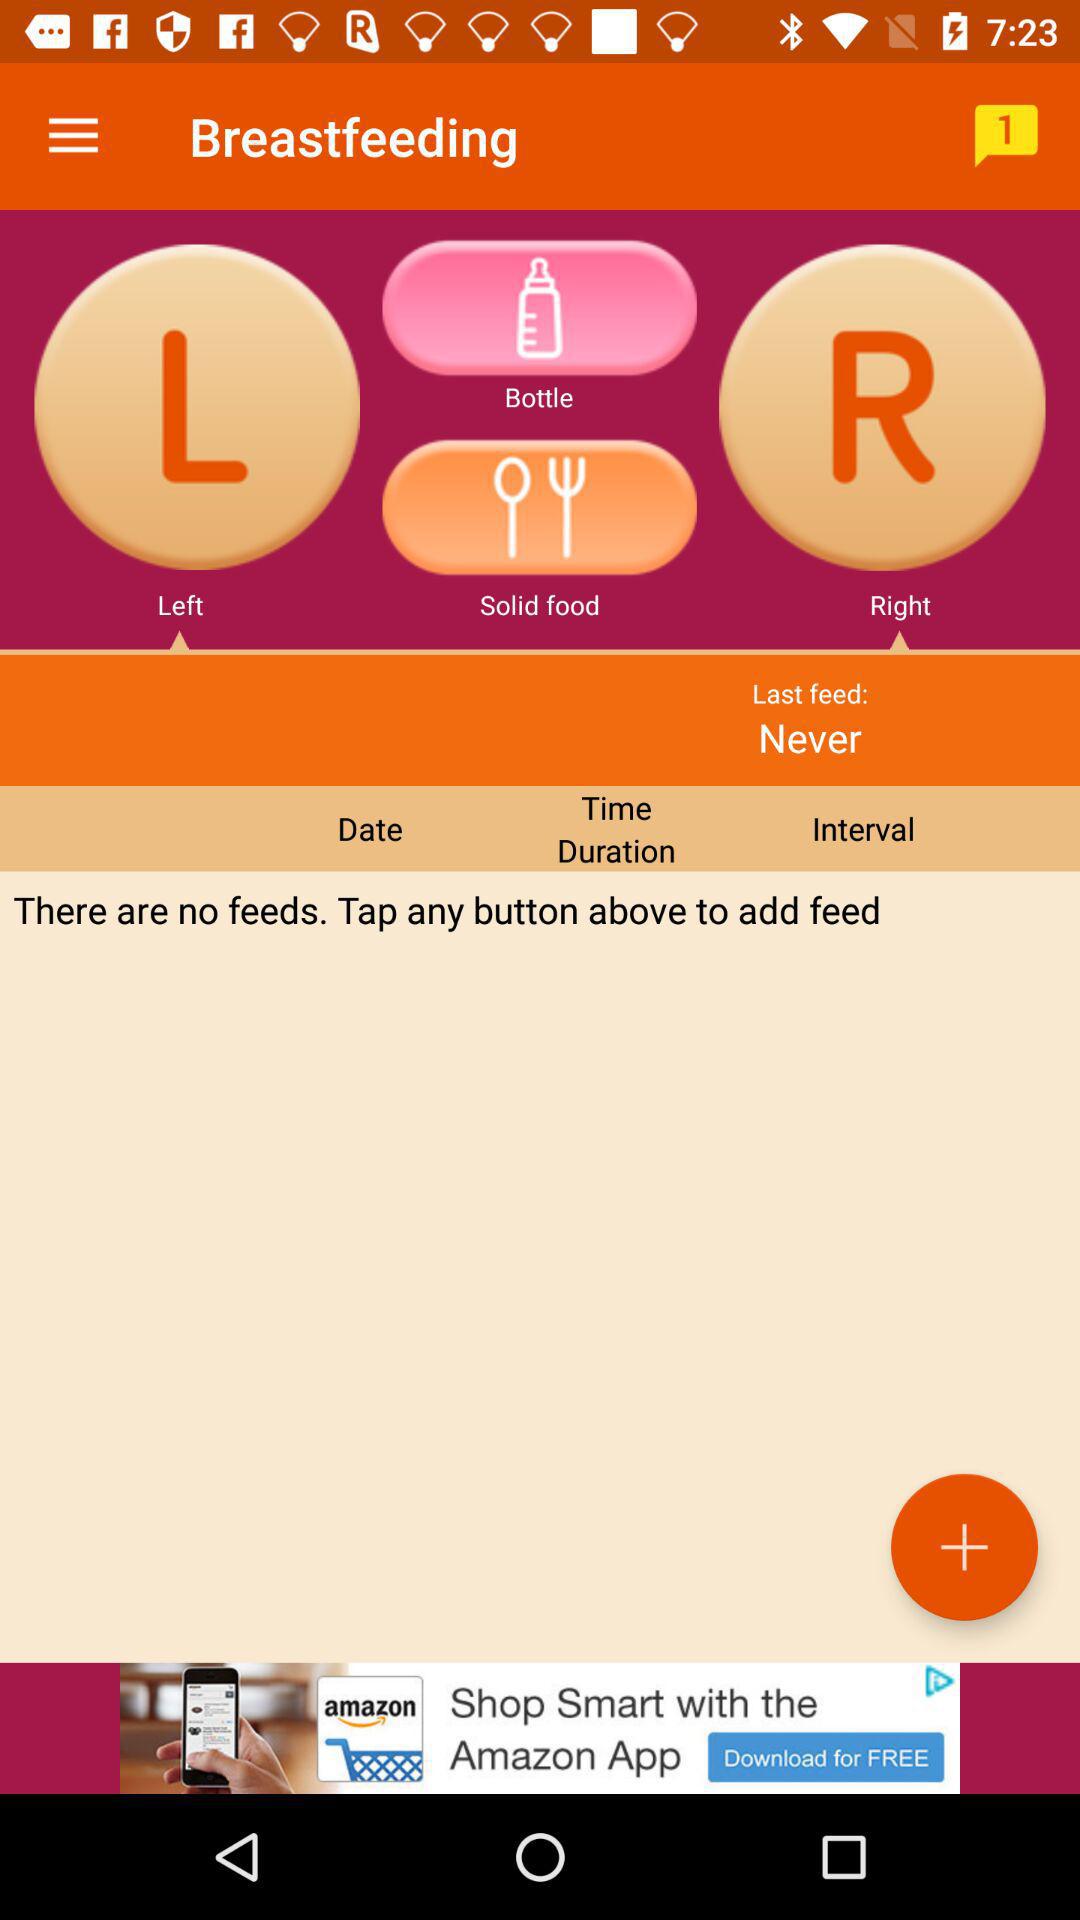 7:23
Breastfeeding
1
L
R
Bottle
Left
Solid food
Right
Last feed:
Never
Date
Time
Duration
Interval
There are no feeds. Tap any button above to add feed
amazon
Shop Smart with the
Amazon App
Download for FREE